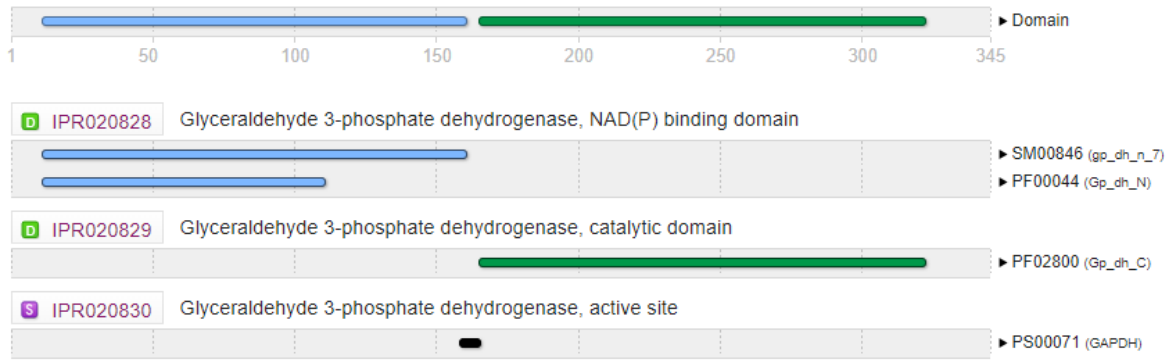 ▸ Domain
1 50 100 150 200 250 300 345
D IPR020828 Glyceraldehyde 3-phosphate dehydrogenase, NAD(P) binding domain
▸ SM00846 (gp_dh_n_7)
▸ PF00044 (Gp_dh_N)
D IPR020829 Glyceraldehyde 3-phosphate dehydrogenase, catalytic domain
▸ PF02800 (Gp_dh_C)
S IPR020830 Glyceraldehyde 3-phosphate dehydrogenase, active site
▸ PS00071 (GAPDH)